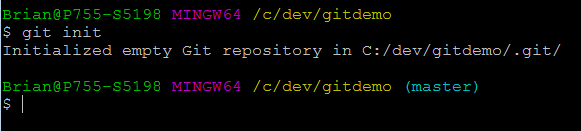 Brian@P755-S5198 MINGW64 /c/dev/gitdemo
$ git init
Initialized empty Git repository in C:/dev/gitdemo/.git/
Brian@P755-S5198 MINGW64 /c/dev/gitdemo (master)
$